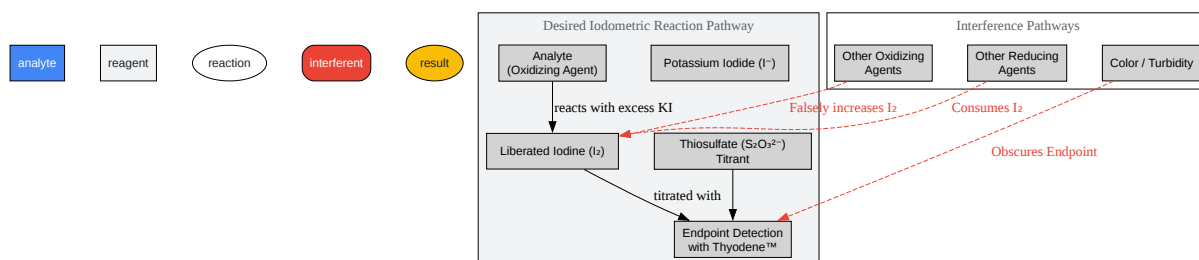 Desired Iodometric Reaction Pathway
Interference Pathways
analyte
reagent
reaction
interferent
result
Analyte
(Oxidizing Agent)
Potassium Iodide (I⁻)
Other Oxidizing
Agents
Other Reducing
Agents
Color / Turbidity
reacts with excess KI
Falsely increases I₂
Consumes I₂
Liberated Iodine (I₂)
Thiosulfate (S₂O₃²⁻)
Titrant
Obscures Endpoint
titrated with
Endpoint Detection
with Thyodene™